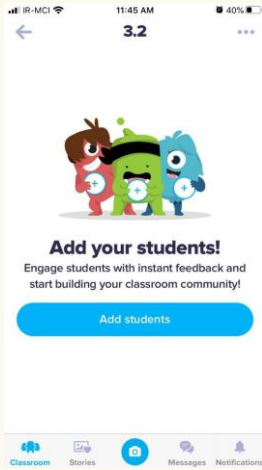 IR-MCI 11:45 AM 40%
3.2
Add your students!
Engage students with instant feedback and
start building your classroom community!
Add students
Classroom Stories Messages Notifications